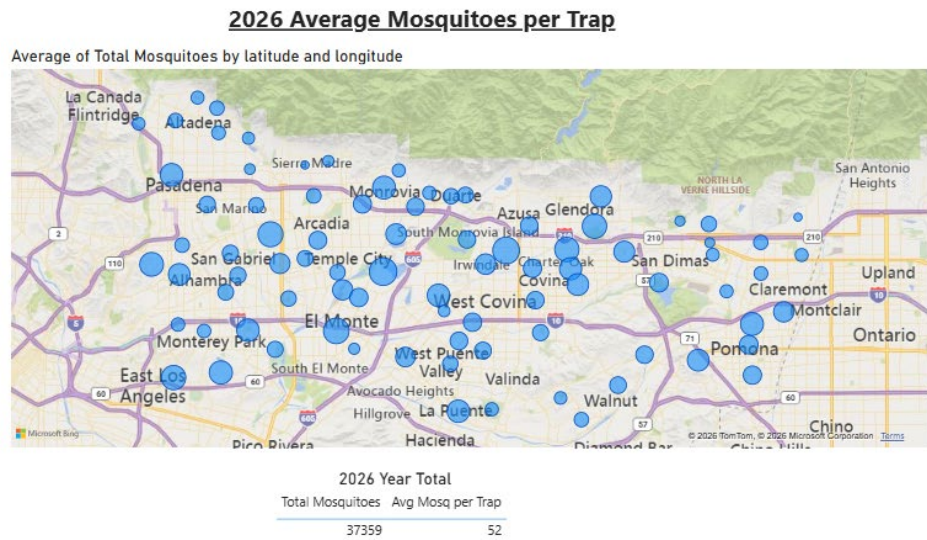 2026 Average Mosquitoes per Trap
Average of Total Mosquitoes by latitude and longitude
La Canada
Flintridge
Altadena
Sierra Madre
San Antonio
Heights
Pasadena
NORTH LA
VERNE HILLSIDE
Monrovia
Duarte
San Marino
Azusa
Glendora
Arcadia
2
South Monrovia Island
210
210
210
110
San Gabriel
Temple City
605
Irwindale
Charter Oak
San Dimas
Alhambra
Covina
57
Upland
Claremont
10
West Covina
Montclair
5
10
El Monte
10
Ontario
Monterey Park
71
Pomona
West Puente
Valley
South El Monte
East Los
Angeles
60
60
Valinda
Avocado Heights
Walnut
60
Hillgrove
La Puente
605
57
Chino
Microsoft Bing
Pico Rivera
Hacienda
Diamond Bar
Chino Hills
© 2026 TomTom, © 2026 Microsoft Corporation Terms
2026 Year Total
Total Mosquitoes Avg Mosq per Trap
37359 52